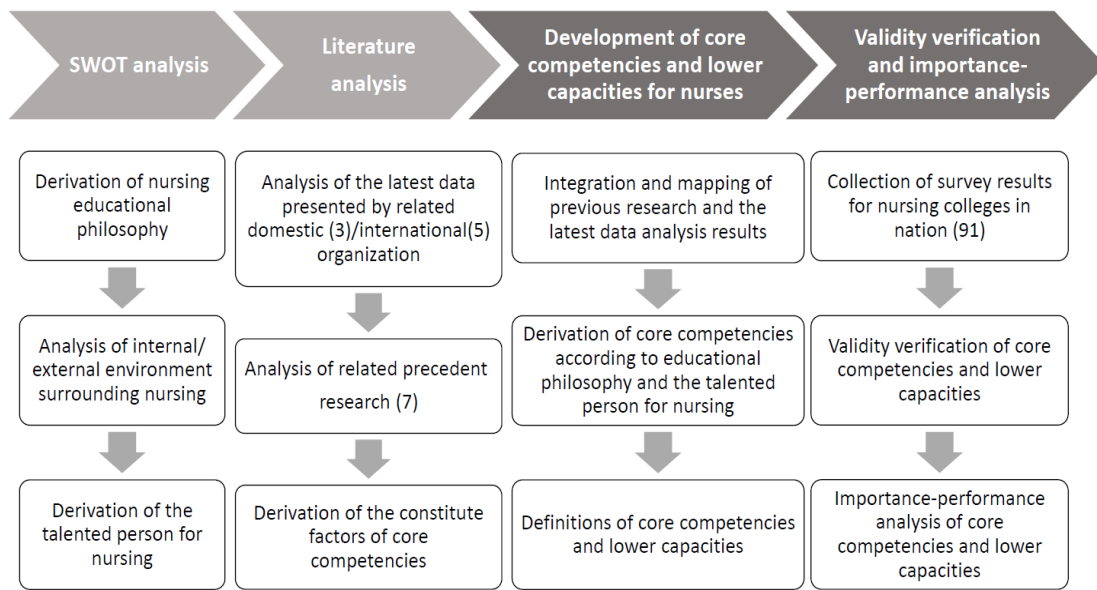 SWOT analysis
Literature
analysis
Development of core
competencies and lower
capacities for nurses
Validity verification
and importance-
performance analysis
Derivation of nursing
educational
philosophy
Analysis of internal/
external environment
surrounding nursing
Derivation of the
talented person for
nursing
Analysis of the latest data
presented by related
domestic (3)/international(5)
organization
Analysis of related precedent
research (7)
Derivation of the constitute
factors of core
competencies
Integration and mapping of
previous research and the
latest data analysis results
Derivation of core competencies
according to educational
philosophy and the talented
person for nursing
Definitions of core competencies
and lower capacities
Collection of survey results
for nursing colleges in
nation (91)
Validity verification of core
competencies and lower
capacities
Importance-performance
analysis of core
competencies and lower
capacities